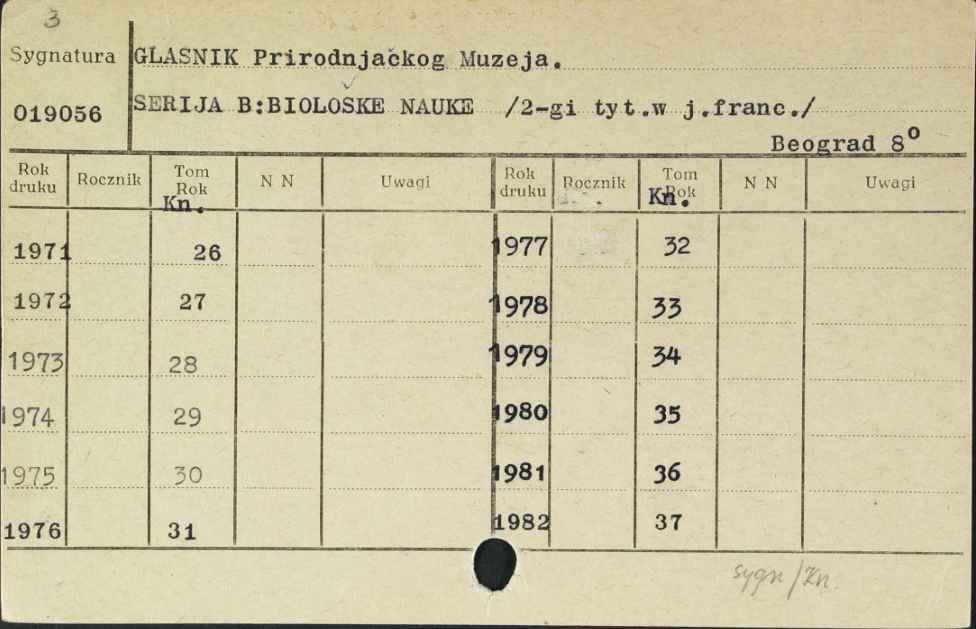 3
Sygnatura GLASNIK Prirodnjačkog Muzeja.
019056 SERIJA B:BIOLOŠKE NAUKE /2-gi tyt.w j.franc./
Beograd 8°
Rok druku Rocznik Tom Rok N N Uwagi Rok druku Rocznik Tom Rok N N Uwagi
Kn. Kn.
1971 26 1977 32
1972 27 1978 33
1973 28 1979 34
1974 29 1980 35
1975 30 1981 36
1976 31 1982 37
sygn/Kn.